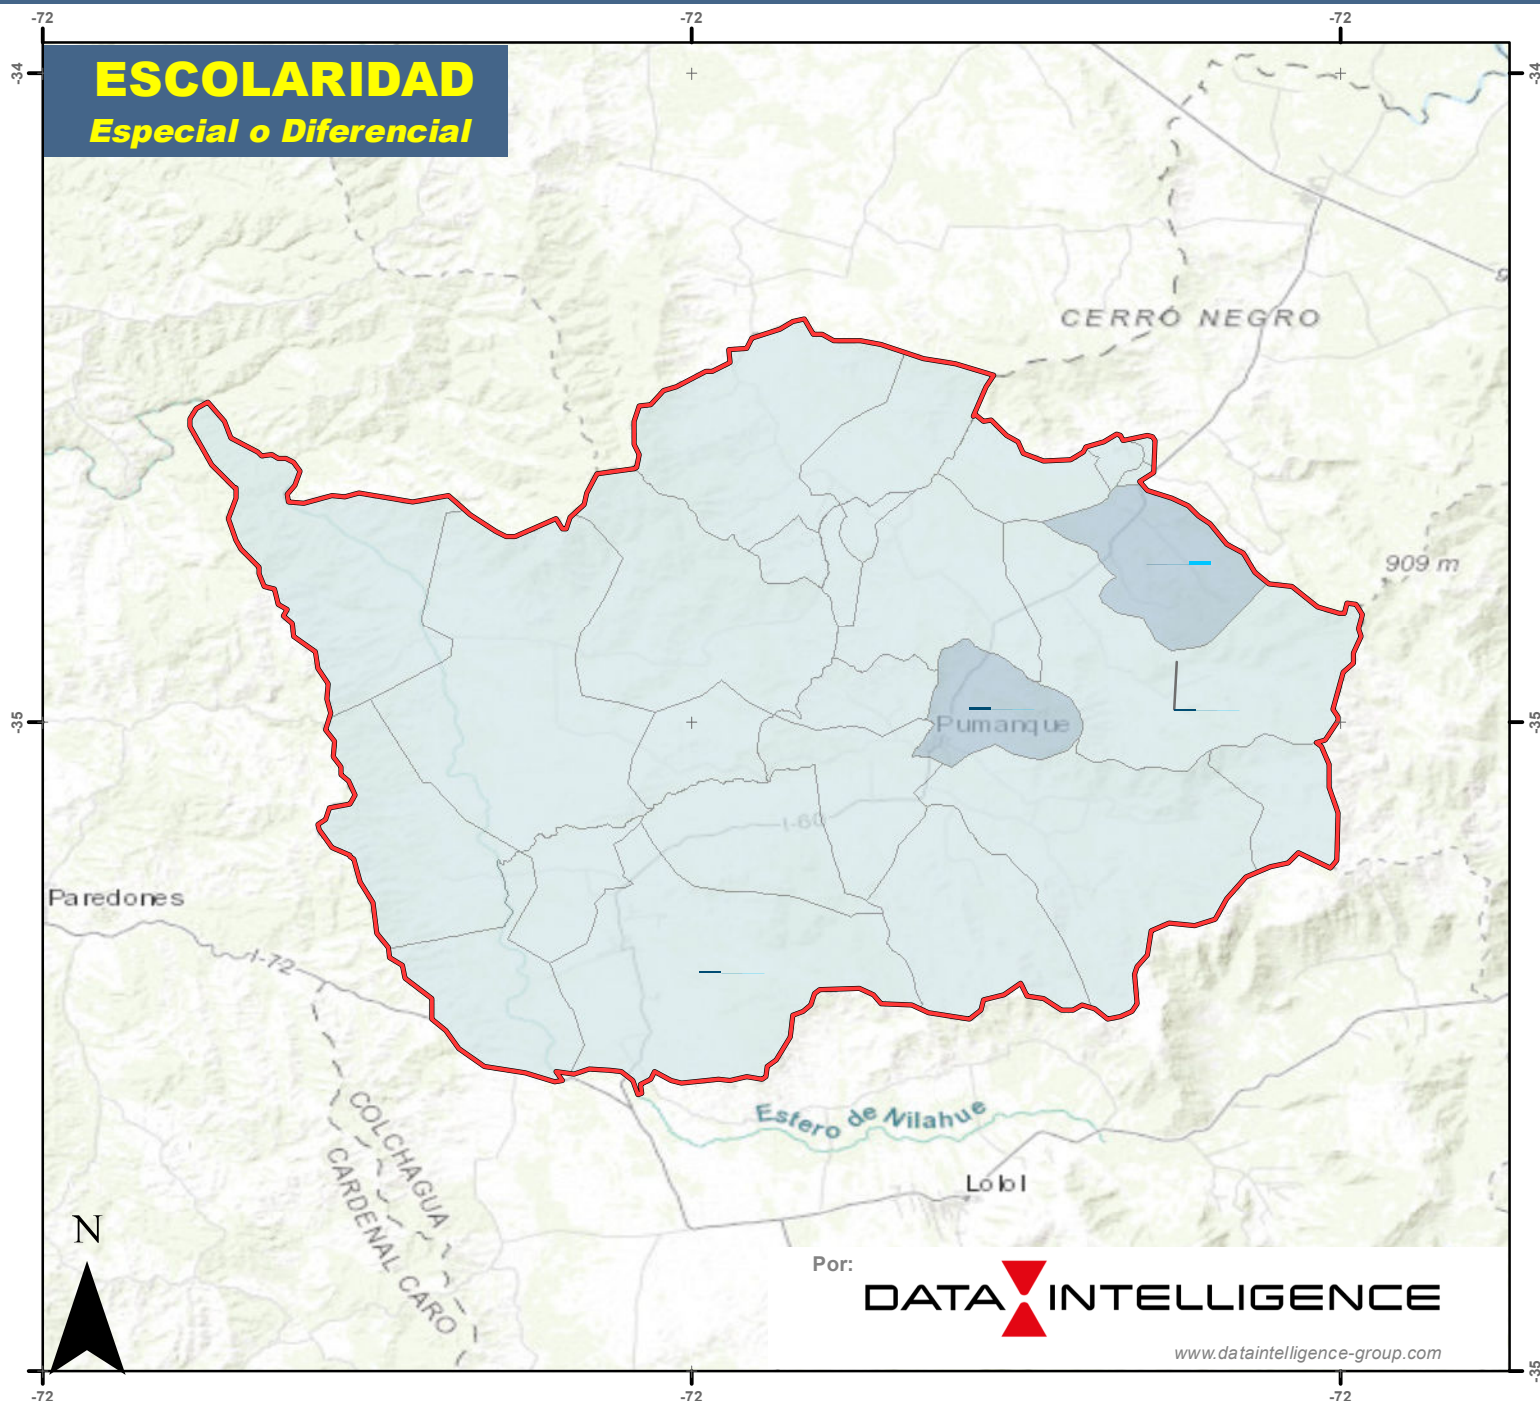 -72 -72 -72
-34 -34
ESCOLARIDAD
Especial o Diferencial
CERRO NEGRO
909 m
Pumanque
-35 -35
I-60
Paredones
I-72
COLCHAGUA
CARDENAL CARO
Estero de Nilahue
Lolol
N
Por:
DATA INTELLIGENCE
www.dataintelligence-group.com
-35
-72 -72 -72